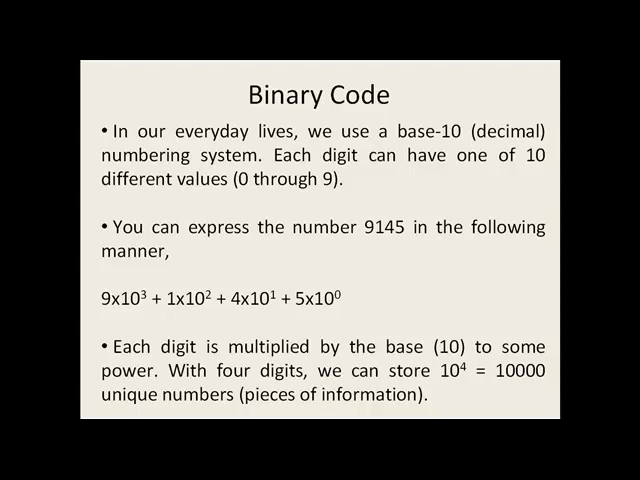 Binary Code
• In our everyday lives, we use a base-10 (decimal)
numbering system. Each digit can have one of 10
different values (0 through 9).
• You can express the number 9145 in the following
manner,
9x10³ + 1x10² + 4x10¹ + 5x10⁰
• Each digit is multiplied by the base (10) to some
power. With four digits, we can store 10⁴ = 10000
unique numbers (pieces of information).